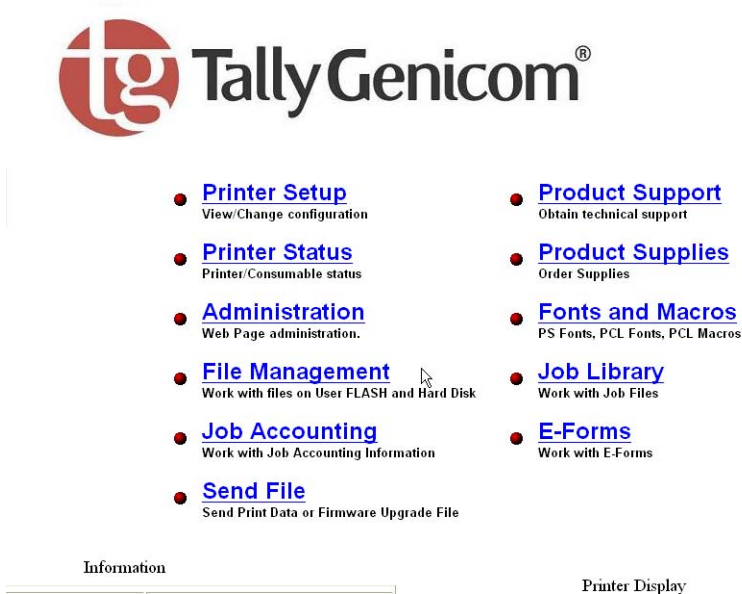 tg TallyGenicom®
Printer Setup
View/Change configuration
Printer Status
Printer/Consumable status
Administration
Web Page administration.
File Management
Work with files on User FLASH and Hard Disk
Job Accounting
Work with Job Accounting Information
Send File
Send Print Data or Firmware Upgrade File
Product Support
Obtain technical support
Product Supplies
Order Supplies
Fonts and Macros
PS Fonts, PCL Fonts, PCL Macros
Job Library
Work with Job Files
E-Forms
Work with E-Forms
Information
Printer Display